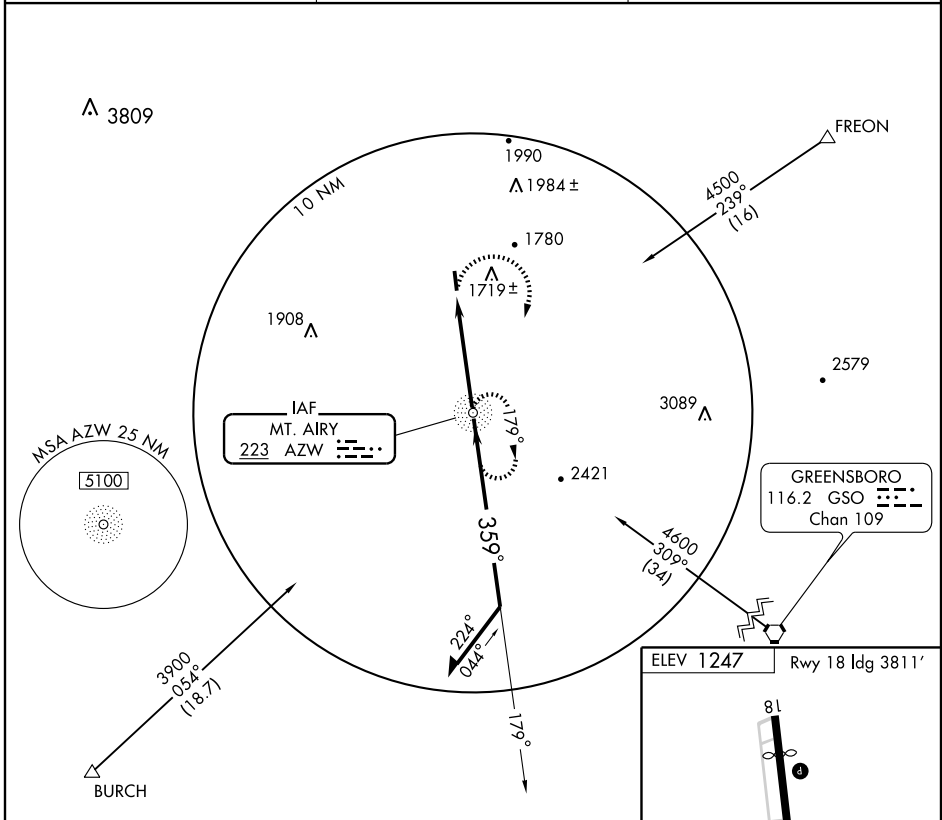 3809
FREON
1990
10 NM
1984 ±
4500
239°
(16)
1780
1719 ±
1908
2579
IAF
MT. AIRY
223 AZW
3089
179°
MSA AZW 25 NM
5100
2421
GREENSBORO
116.2 GSO
Chan 109
359°
4600
309°
(34)
224°
044°
3900
054°
(18.7)
179°
BURCH
ELEV 1247
Rwy 18 ldg 3811'
18
P